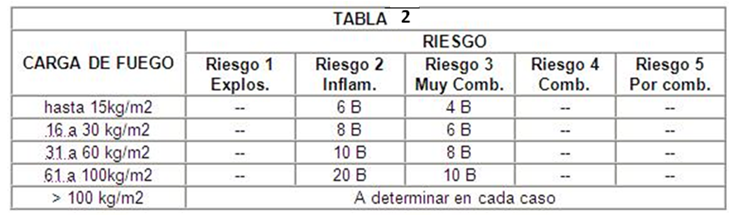 TABLA 2
CARGA DE FUEGO RIESGO
Riesgo 1 Explos. Riesgo 2 Inflam. Riesgo 3 Muy Comb. Riesgo 4 Comb. Riesgo 5 Por comb.
hasta 15kg/m2 -- 6 B 4 B -- --
16 a 30 kg/m2 -- 8 B 6 B -- --
31 a 60 kg/m2 -- 10 B 8 B -- --
61 a 100kg/m2 -- 20 B 10 B -- --
> 100 kg/m2 A determinar en cada caso